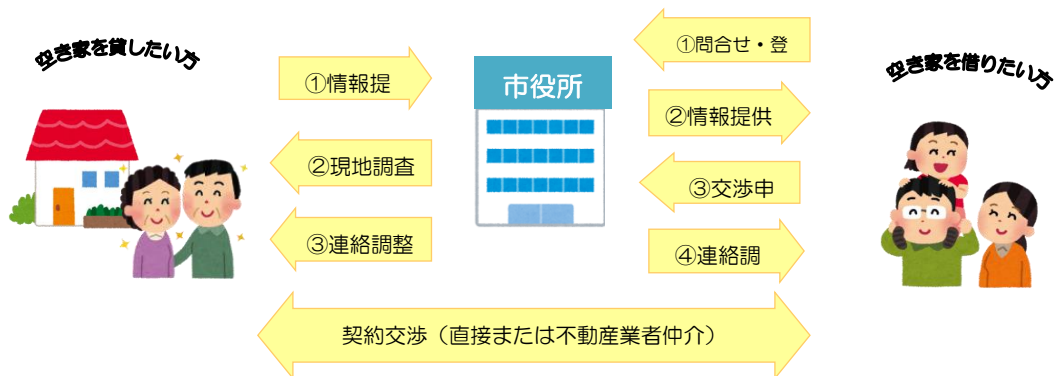 空き家を貸したい方
①情報提
②現地調査
③連絡調整
市役所
①問合せ・登
②情報提供
③交渉申
④連絡調
空き家を借りたい方
契約交渉（直接または不動産業者仲介）